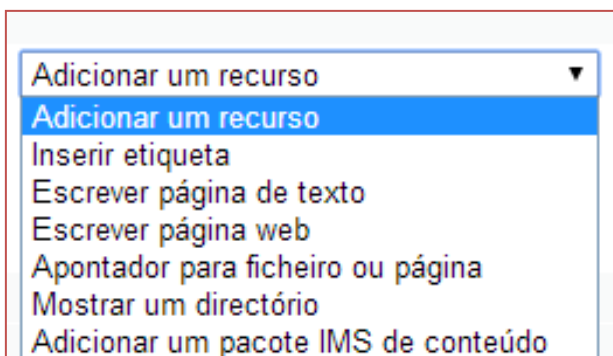 Adicionar um recurso
Adicionar um recurso
Inserir etiqueta
Escrever página de texto
Escrever página web
Apontador para ficheiro ou página
Mostrar um directório
Adicionar um pacote IMS de conteúdo